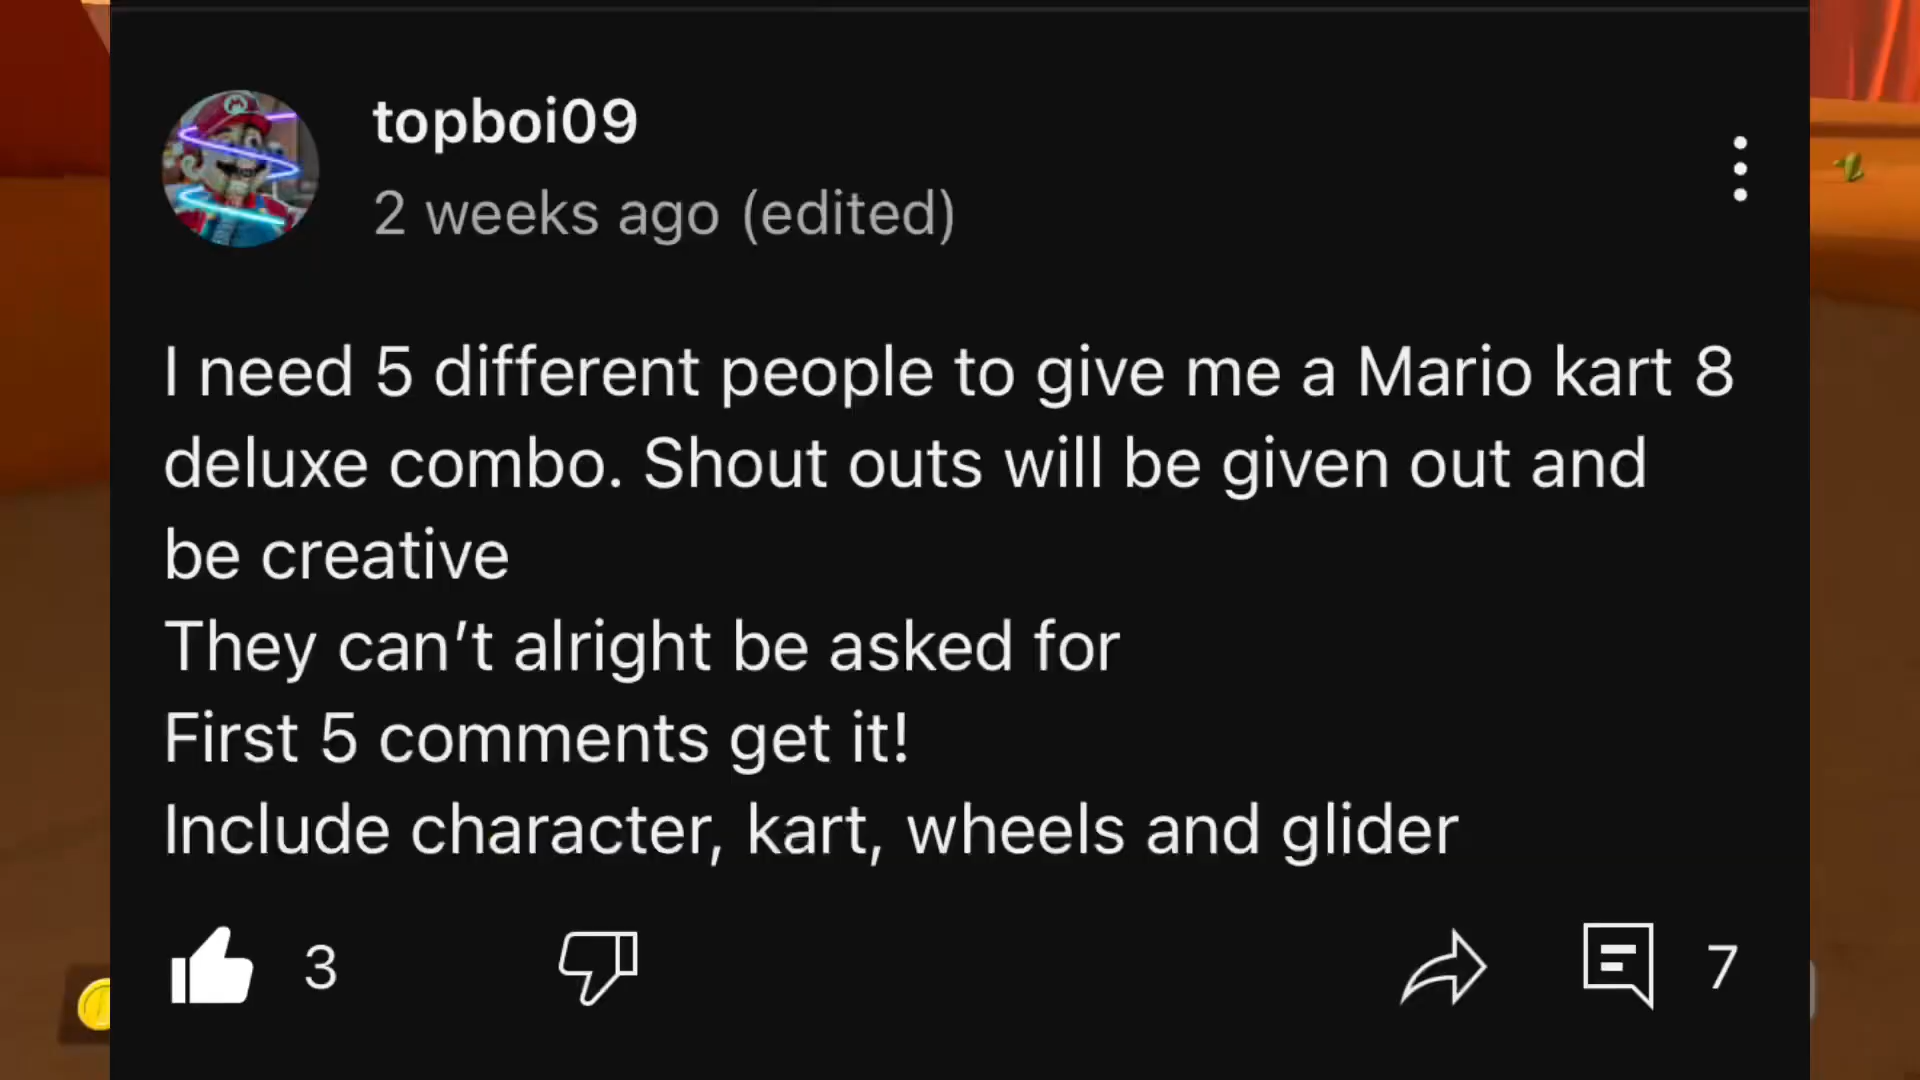 topboi09
2 weeks ago (edited)
I need 5 different people to give me a Mario kart 8
deluxe combo. Shout outs will be given out and
be creative
They can’t alright be asked for
First 5 comments get it!
Include character, kart, wheels and glider
3
7